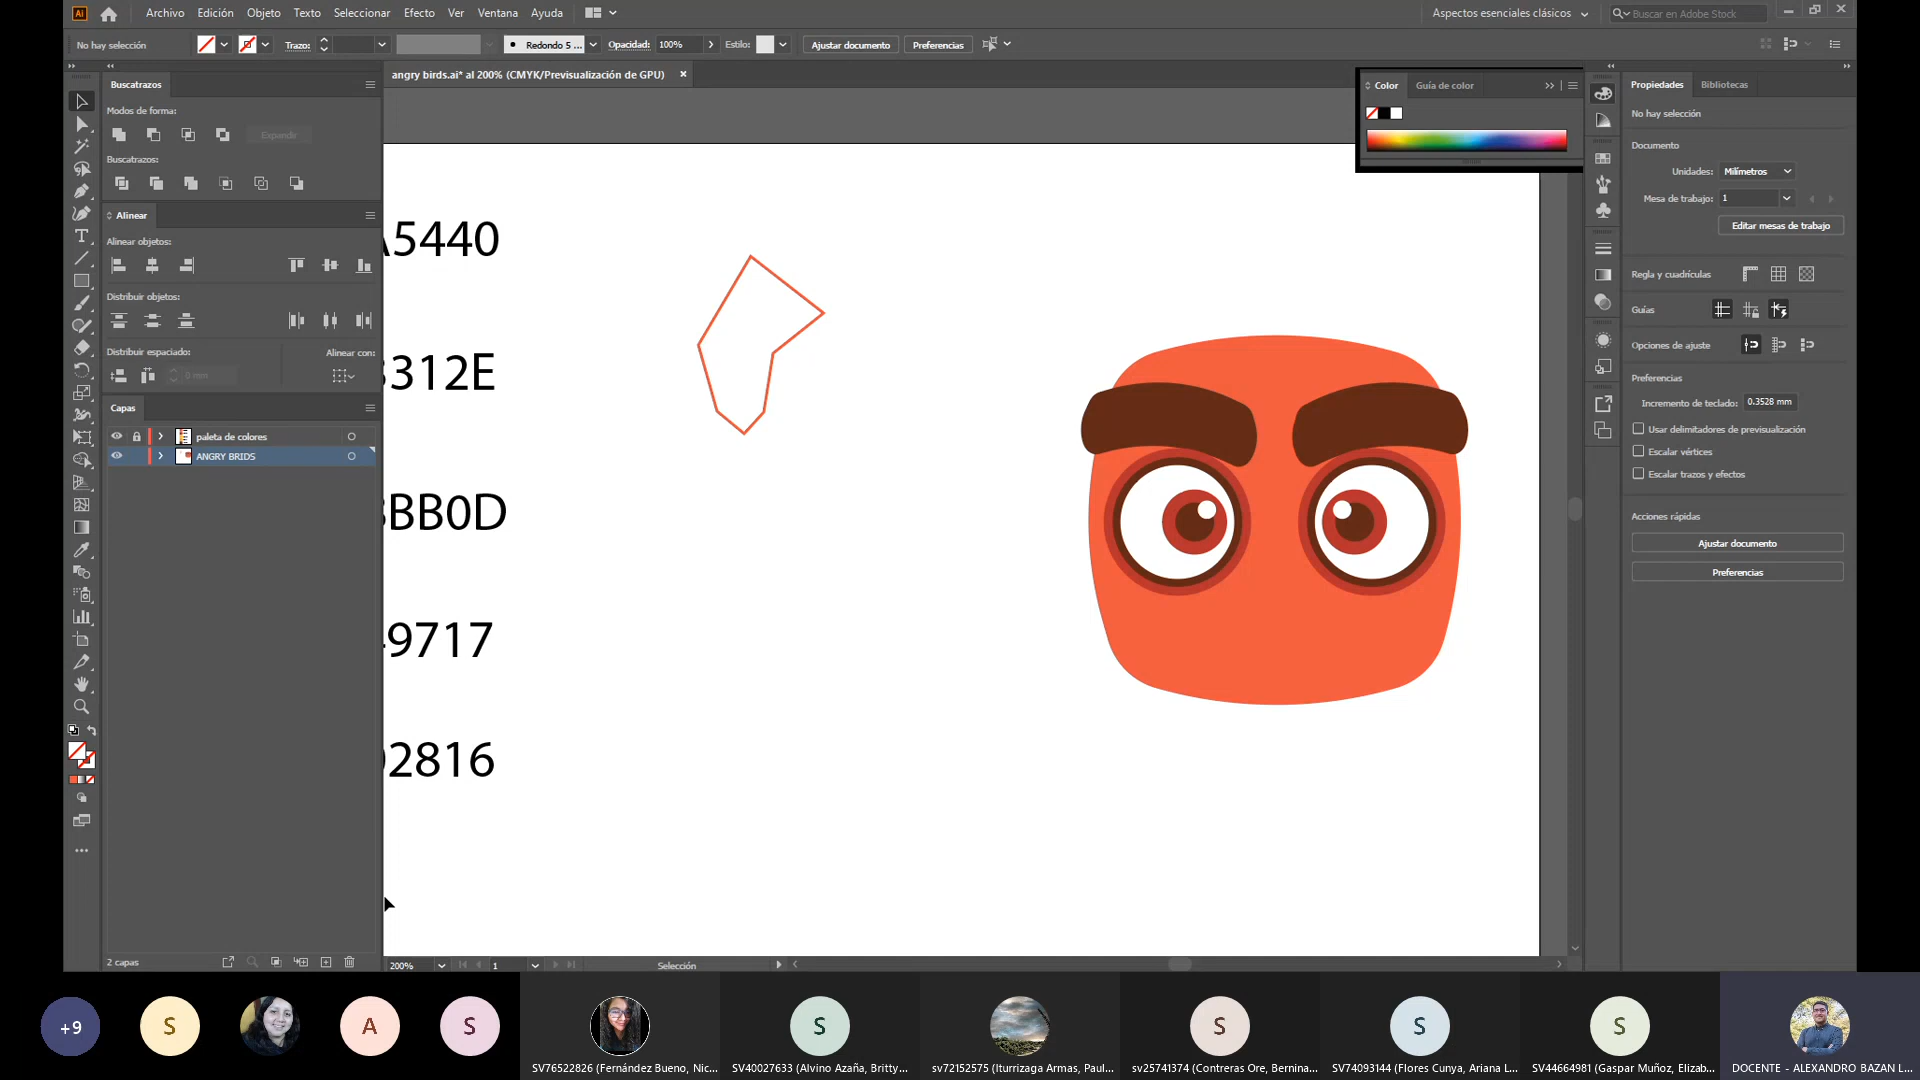 Ai
Archivo Edición Objeto Texto Seleccionar Efecto Ver Ventana Ayuda
Aspectos esenciales clásicos
Buscar en Adobe Stock
No hay selección
Trazo:
Redondo 5 ...
Opacidad: 100%
Estilo:
Ajustar documento
Preferencias
angry birds.ai* al 200% (CMYK/Previsualización de GPU)
Buscatrazos
Modos de forma:
Expandir
Buscatrazos:
Alinear
Alinear objetos:
Distribuir objetos:
Distribuir espaciado:
Alinear con:
0 mm
Capas
paleta de colores
ANGRY BRIDS
2 capas
A5440
3312E
BB0D
9717
2816
Color
Guía de color
Propiedades
Bibliotecas
No hay selección
Documento
Unidades: Milímetros
Mesa de trabajo: 1
Editar mesas de trabajo
Regla y cuadrículas
Guías
Opciones de ajuste
Preferencias
Incremento de teclado: 0.3528 mm
Usar delimitadores de previsualización
Escalar vértices
Escalar trazos y efectos
Acciones rápidas
Ajustar documento
Preferencias
200%
1
Selección
+9
S
A
S
S
S
S
S
SV76522826 (Fernández Bueno, Nic...
SV40027633 (Alvino Azaña, Britty...
sv72152575 (Iturrizaga Armas, Paul...
sv25741374 (Contreras Ore, Bernina...
SV74093144 (Flores Cunya, Ariana L...
SV44664981 (Gaspar Muñoz, Elizab...
DOCENTE - ALEXANDRO BAZAN L...